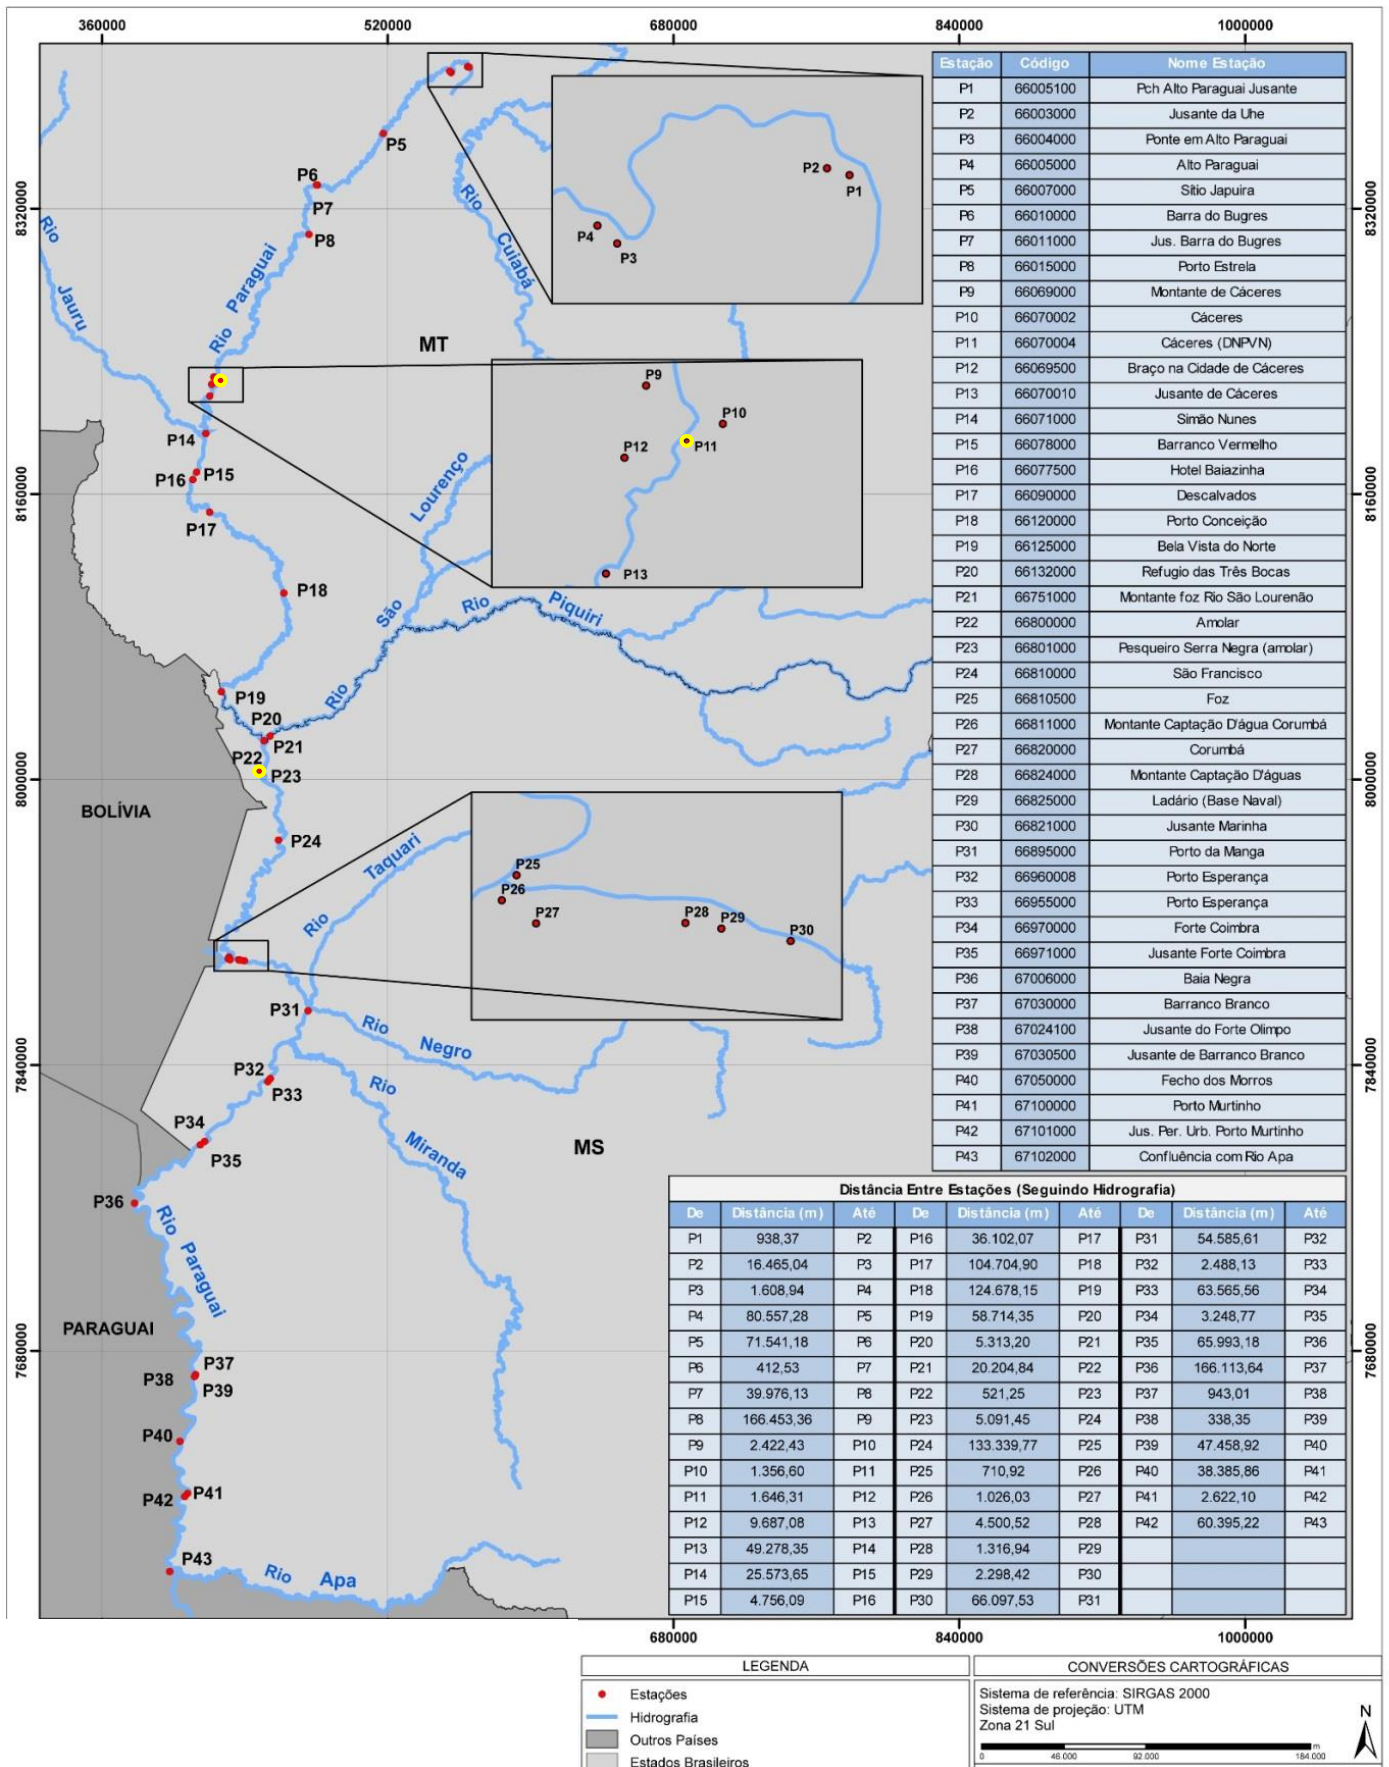 360000 520000 680000 840000 1000000
8320000
8160000
8000000
7840000
7680000
8320000
8160000
8000000
7840000
7680000
P5
P6
P7
P8
Rio Cuiabá
Rio Paraguai
Rio Jauru
MT
P2
P1
P4
P3
P9
P10
P11
P12
P13
P14
P15
P16
P17
P18
P19
P20
P21
P22
P23
P24
Rio São Lourenço
Rio Piquiri
BOLÍVIA
Rio Taquari
P25
P26
P27
P28
P29
P30
P31
Rio Negro
P32
P33
Rio Miranda
MS
P34
P35
P36
Rio Paraguai
PARAGUAI
P37
P38
P39
P40
P41
P42
P43
Rio Apa
Estação Código Nome Estação
P1 66005100 Pch Alto Paraguai Jusante
P2 66003000 Jusante da Uhe
P3 66004000 Ponte em Alto Paraguai
P4 66005000 Alto Paraguai
P5 66007000 Sítio Japuira
P6 66010000 Barra do Bugres
P7 66011000 Jus. Barra do Bugres
P8 66015000 Porto Estrela
P9 66069000 Montante de Cáceres
P10 66070002 Cáceres
P11 66070004 Cáceres (DNPVN)
P12 66069500 Braço na Cidade de Cáceres
P13 66070010 Jusante de Cáceres
P14 66071000 Simão Nunes
P15 66078000 Barranco Vermelho
P16 66077500 Hotel Baiazinha
P17 66090000 Descalvados
P18 66120000 Porto Conceição
P19 66125000 Bela Vista do Norte
P20 66132000 Refugio das Três Bocas
P21 66751000 Montante foz Rio São Lourenão
P22 66800000 Amolar
P23 66801000 Pesqueiro Serra Negra (amolar)
P24 66810000 São Francisco
P25 66810500 Foz
P26 66811000 Montante Captação D'água Corumbá
P27 66820000 Corumbá
P28 66824000 Montante Captação D'águas
P29 66825000 Ladário (Base Naval)
P30 66821000 Jusante Marinha
P31 66895000 Porto da Manga
P32 66960008 Porto Esperança
P33 66955000 Porto Esperança
P34 66970000 Forte Coimbra
P35 66971000 Jusante Forte Coimbra
P36 67006000 Baia Negra
P37 67030000 Barranco Branco
P38 67024100 Jusante do Forte Olimpo
P39 67030500 Jusante de Barranco Branco
P40 67050000 Fecho dos Morros
P41 67100000 Porto Murtinho
P42 67101000 Jus. Per. Urb. Porto Murtinho
P43 67102000 Confluência com Rio Apa
Distância Entre Estações (Seguindo Hidrografia)
De Distância (m) Até De Distância (m) Até De Distância (m) Até
P1 938,37 P2 P16 36.102,07 P17 P31 54.585,61 P32
P2 16.465,04 P3 P17 104.704,90 P18 P32 2.488,13 P33
P3 1.608,94 P4 P18 124.678,15 P19 P33 63.565,56 P34
P4 80.557,28 P5 P19 58.714,35 P20 P34 3.248,77 P35
P5 71.541,18 P6 P20 5.313,20 P21 P35 65.993,18 P36
P6 412,53 P7 P21 20.204,84 P22 P36 166.113,64 P37
P7 39.976,13 P8 P22 521,25 P23 P37 943,01 P38
P8 166.453,36 P9 P23 5.091,45 P24 P38 338,35 P39
P9 2.422,43 P10 P24 133.339,77 P25 P39 47.458,92 P40
P10 1.356,60 P11 P25 710,92 P26 P40 38.385,86 P41
P11 1.646,31 P12 P26 1.026,03 P27 P41 2.622,10 P42
P12 9.687,08 P13 P27 4.500,52 P28 P42 60.395,22 P43
P13 49.278,35 P14 P28 1.316,94 P29
P14 25.573,65 P15 P29 2.298,42 P30
P15 4.756,09 P16 P30 66.097,53 P31
680000 840000 1000000
LEGENDA
Estações
Hidrografia
Outros Países
Estados Brasileiros
CONVERSÕES CARTOGRÁFICAS
Sistema de referência: SIRGAS 2000
Sistema de projeção: UTM
Zona 21 Sul
N
m
0 46.000 92.000 184.000